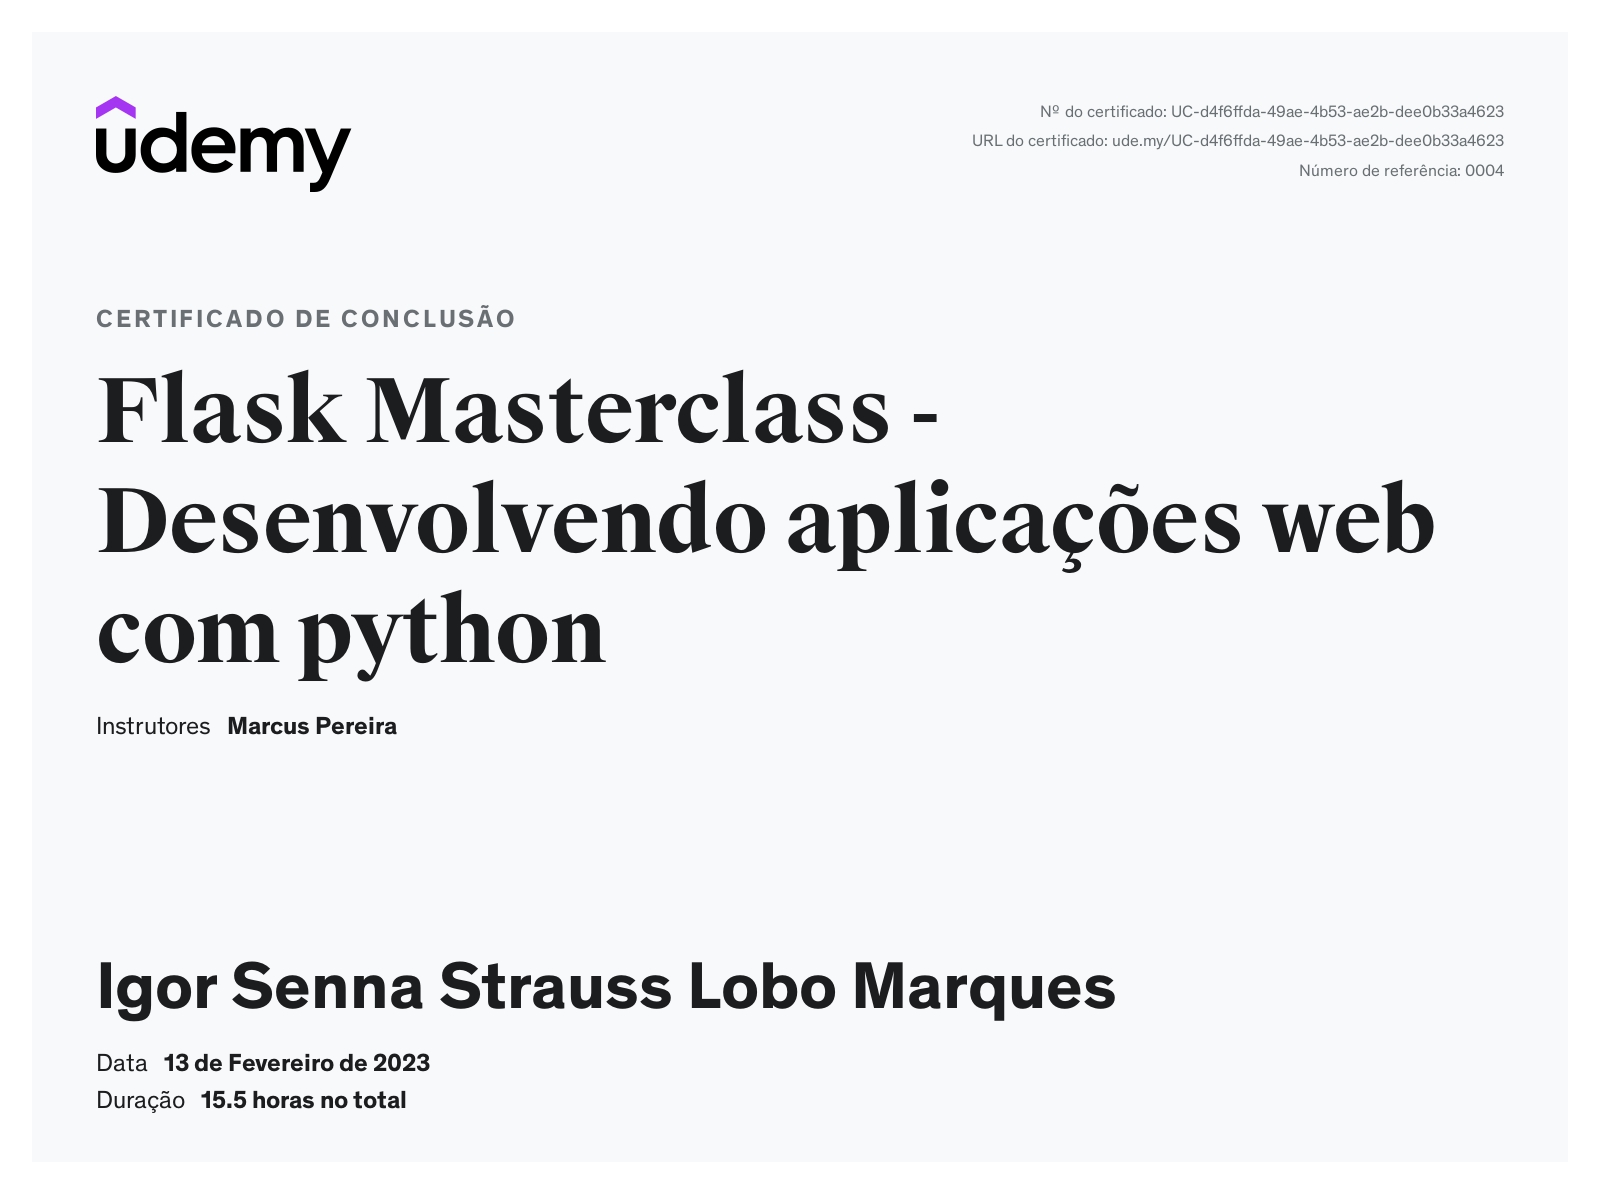 udemy
Nº do certificado: UC-d4f6ffda-49ae-4b53-ae2b-dee0b33a4623
URL do certificado: ude.my/UC-d4f6ffda-49ae-4b53-ae2b-dee0b33a4623
Número de referência: 0004
CERTIFICADO DE CONCLUSÃO
Flask Masterclass -
Desenvolvendo aplicações web
com python
Instrutores Marcus Pereira
Igor Senna Strauss Lobo Marques
Data 13 de Fevereiro de 2023
Duração 15.5 horas no total